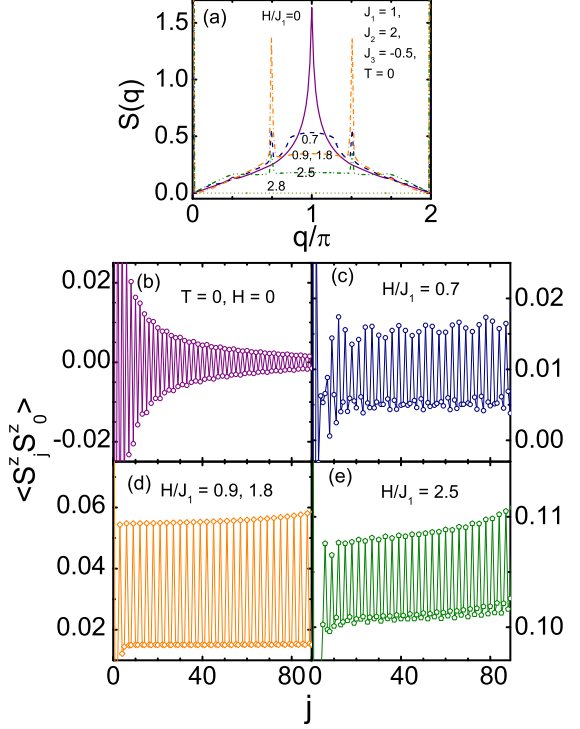 (a)
H/J₁=0
J₁ = 1,
J₂ = 2,
J₃ = -0.5,
T = 0
S(q)
1.5
1.0
0.5
0.0
0.7
0.9, 1.8
2.5
2.8
0
1
2
q/π
(b)
T = 0, H = 0
0.02
0.00
-0.02
(c)
H/J₁ = 0.7
0.02
0.01
0.00
<Sᶻⱼ Sᶻ₀ >
(d)
H/J₁ = 0.9, 1.8
0.06
0.04
0.02
0
40
80
(e)
H/J₁ = 2.5
0.11
0.10
0
40
80
j